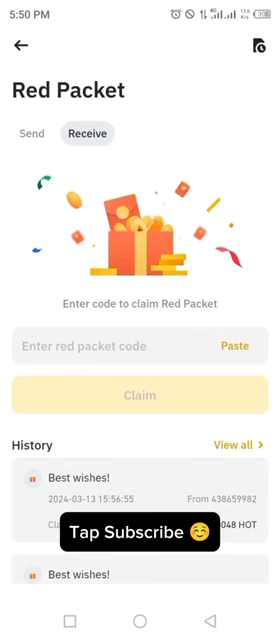 5:50 PM
Red Packet
Send
Receive
Enter code to claim Red Packet
Enter red packet code
Paste
Claim
History
View all
Best wishes!
2024-03-13 15:56:55
From 438659982
Tap Subscribe ☺️
048 HOT
Best wishes!